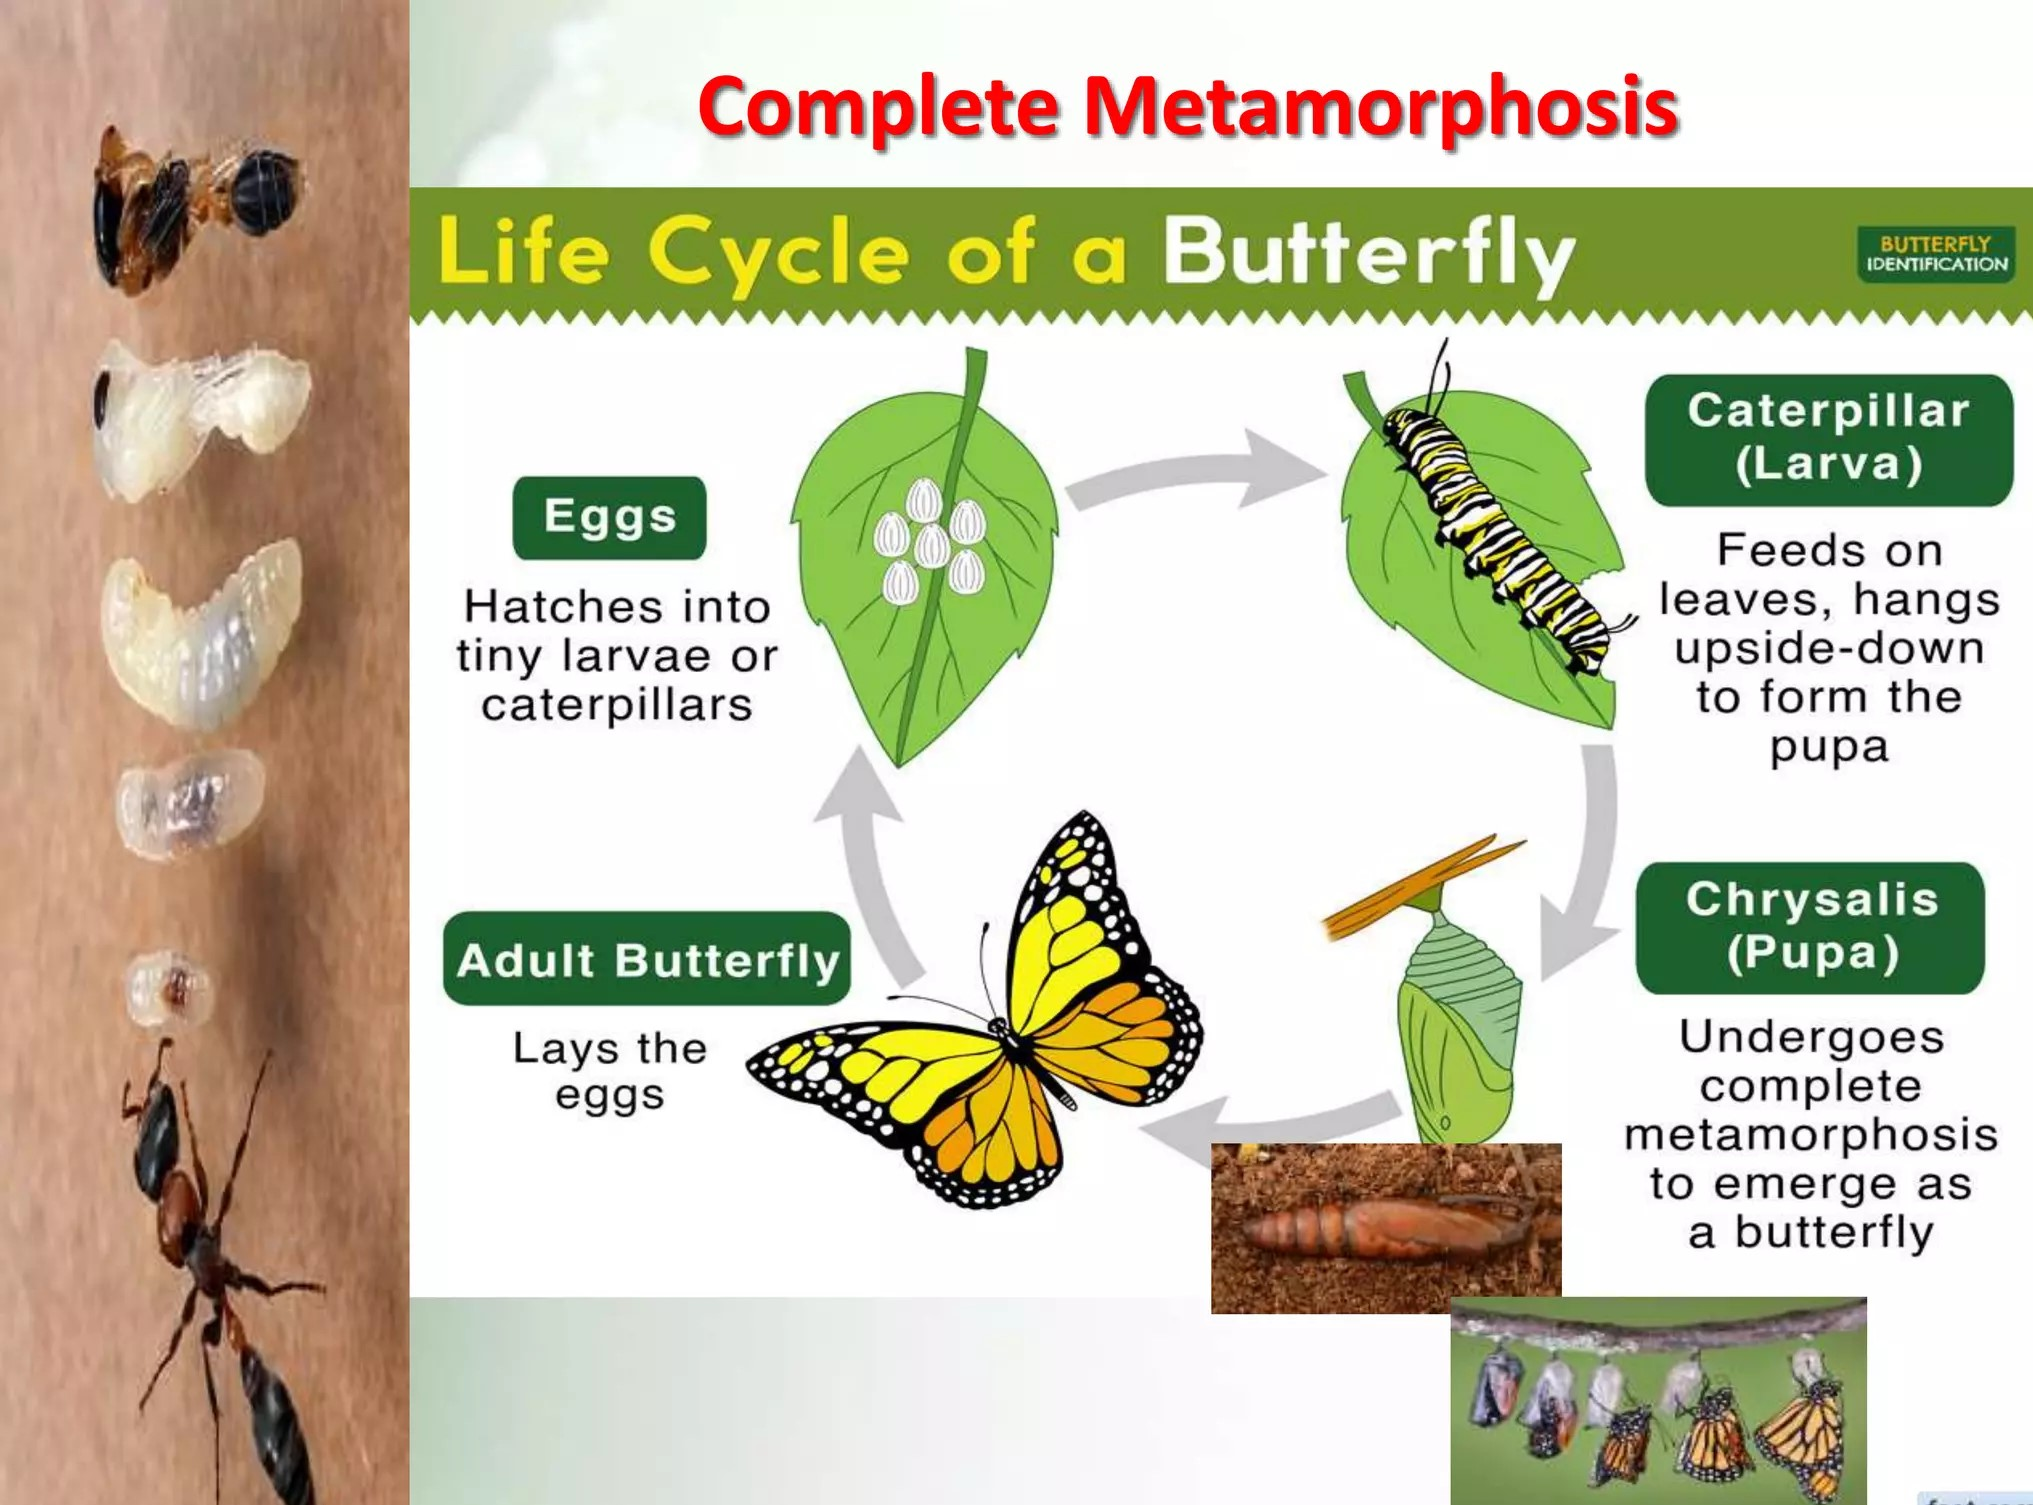 Complete Metamorphosis
Life Cycle of a Butterfly
BUTTERFLY
IDENTIFICATION
Eggs
Hatches into
tiny larvae or
caterpillars
Caterpillar
(Larva)
Feeds on
leaves, hangs
upside-down
to form the
pupa
Adult Butterfly
Lays the
eggs
Chrysalis
(Pupa)
Undergoes
complete
metamorphosis
to emerge as
a butterfly